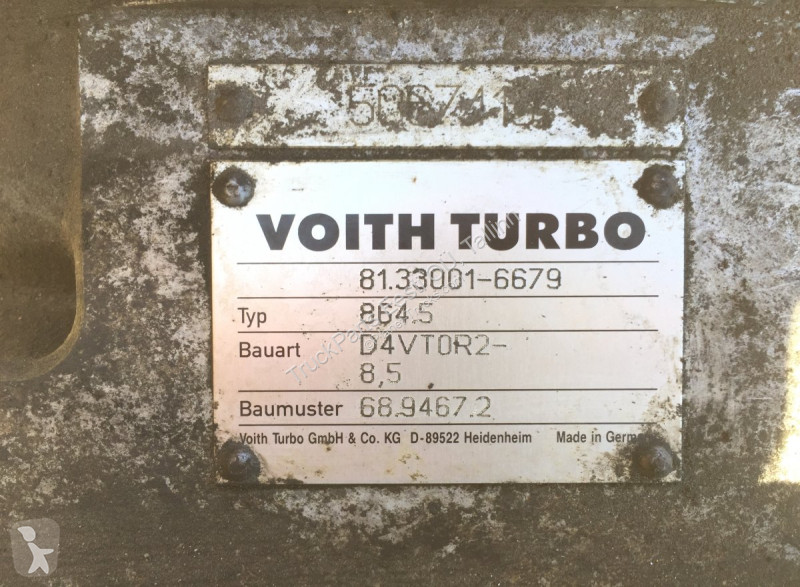 VOITH TURBO
81.33001-6679
Typ 864.5
Bauart D4VTOR2-
8,5
Baumuster 68.9467.2
Voith Turbo GmbH & Co. KG D-89522 Heidenheim Made in